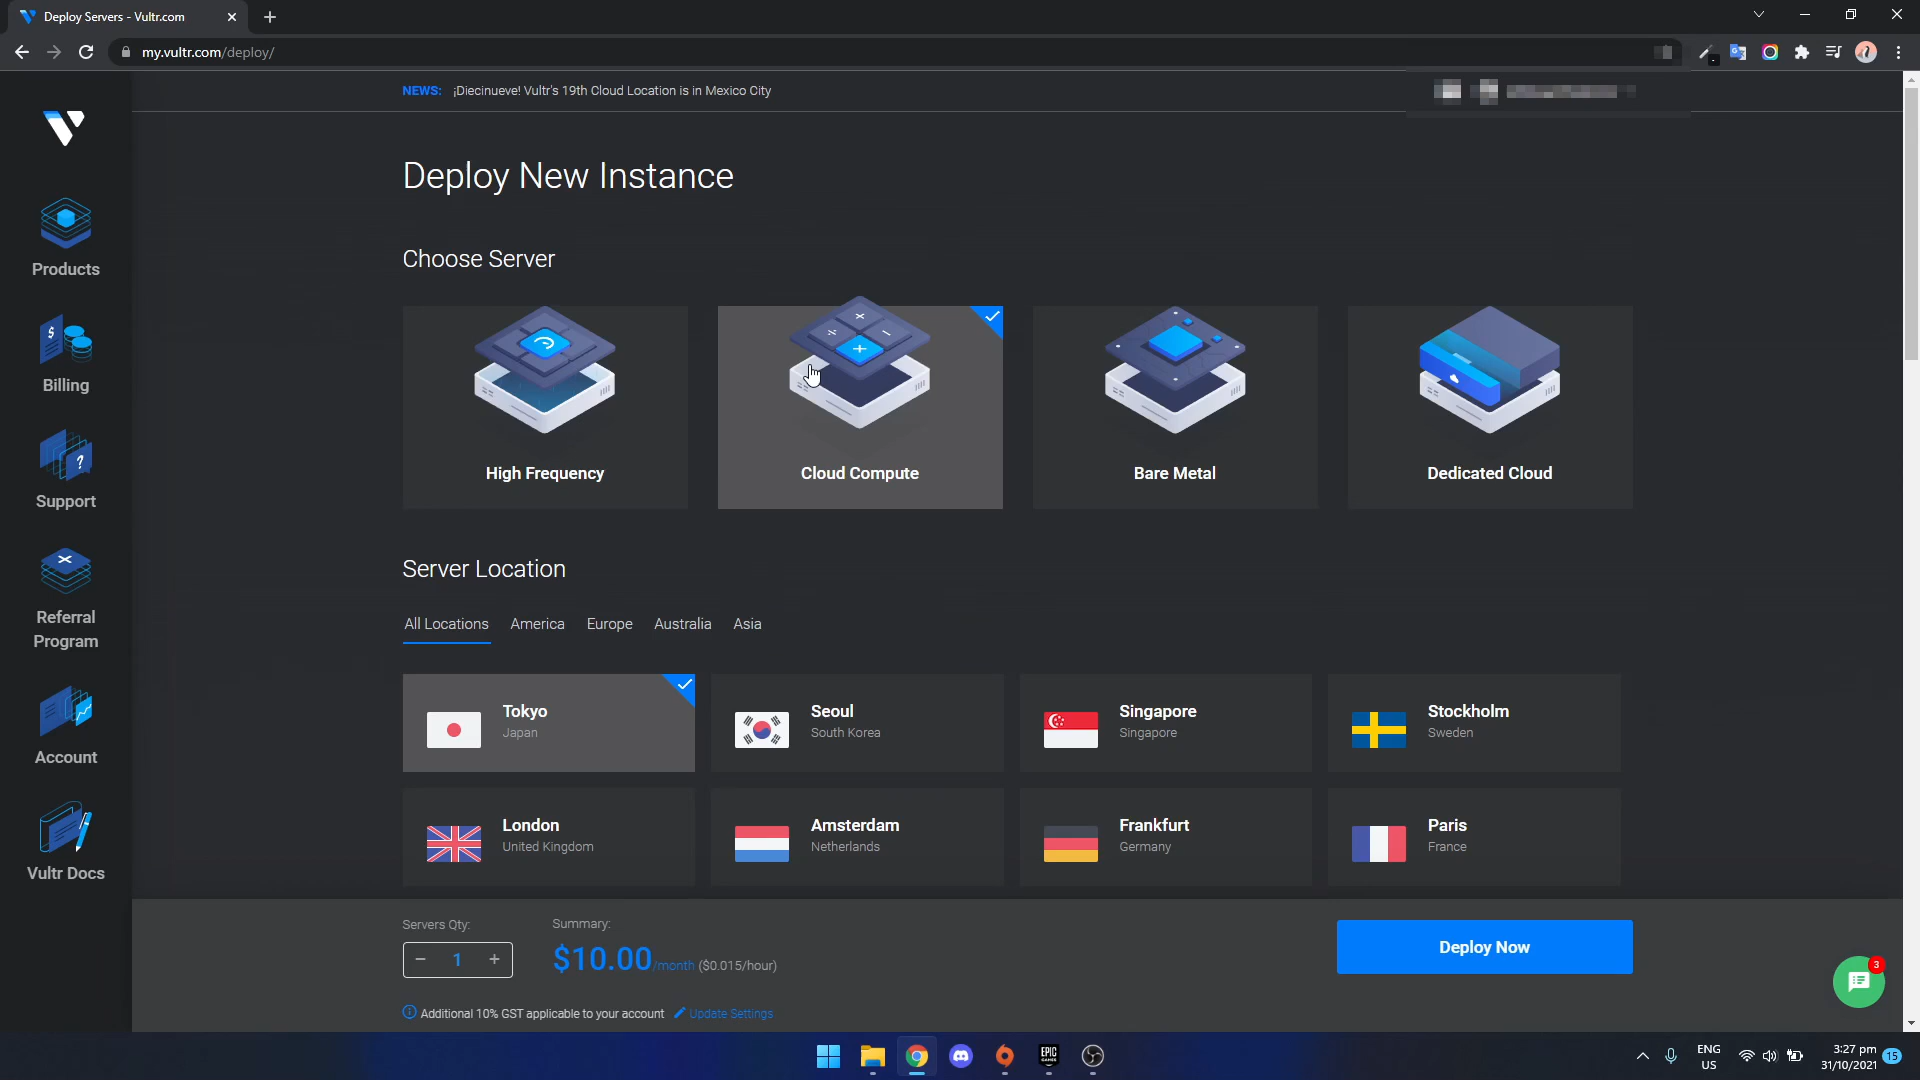 Deploy Servers - Vultr.com
my.vultr.com/deploy/
NEWS: ¡Diecinueve! Vultr's 19th Cloud Location is in Mexico City
Deploy New Instance
Choose Server
High Frequency
Cloud Compute
Bare Metal
Dedicated Cloud
Server Location
All Locations America Europe Australia Asia
Tokyo
Japan
Seoul
South Korea
Singapore
Singapore
Stockholm
Sweden
London
United Kingdom
Amsterdam
Netherlands
Frankfurt
Germany
Paris
France
Products
Billing
Support
Referral
Program
Account
Vultr Docs
Servers Qty:
− 1 +
Summary:
$10.00/month ($0.015/hour)
Additional 10% GST applicable to your account Update Settings
Deploy Now
3
EPIC
GAMES
ENG
US
3:27 pm
31/10/2021
15